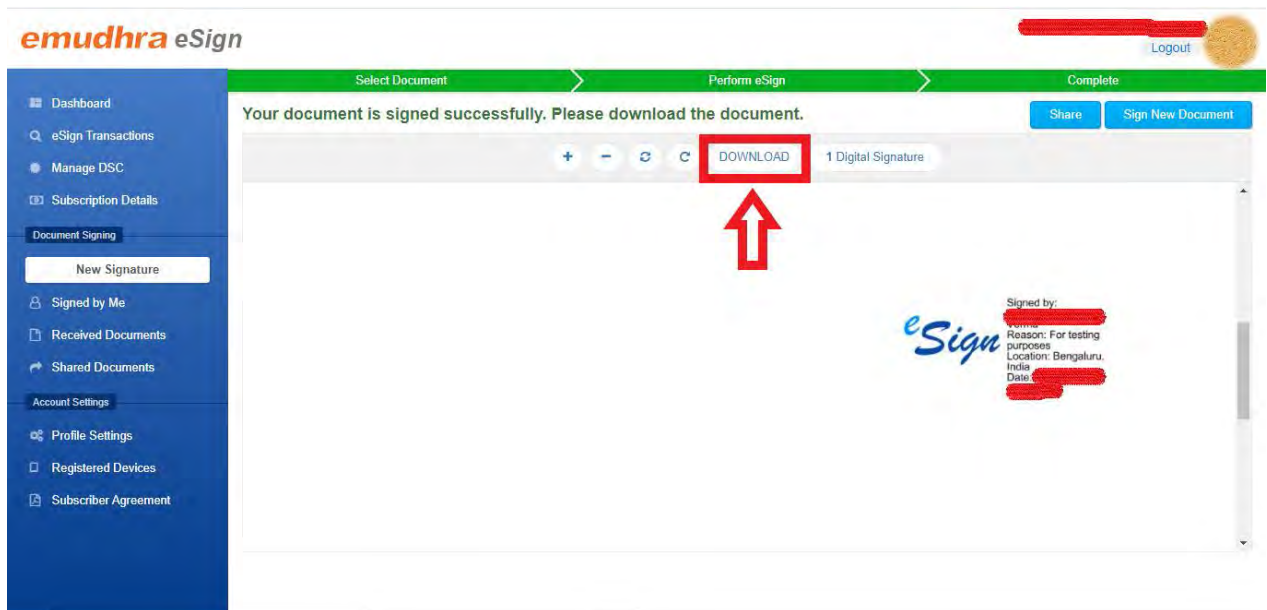 emudhra eSign
Logout
Select Document
Perform eSign
Complete
Dashboard
eSign Transactions
Manage DSC
Subscription Details
Document Signing
New Signature
Signed by Me
Received Documents
Shared Documents
Account Settings
Profile Settings
Registered Devices
Subscriber Agreement
Your document is signed successfully. Please download the document.
Share
Sign New Document
+
-
DOWNLOAD
1 Digital Signature
eSign
Signed by:
Reason: For testing
purposes
Location: Bengaluru.
India
Date: